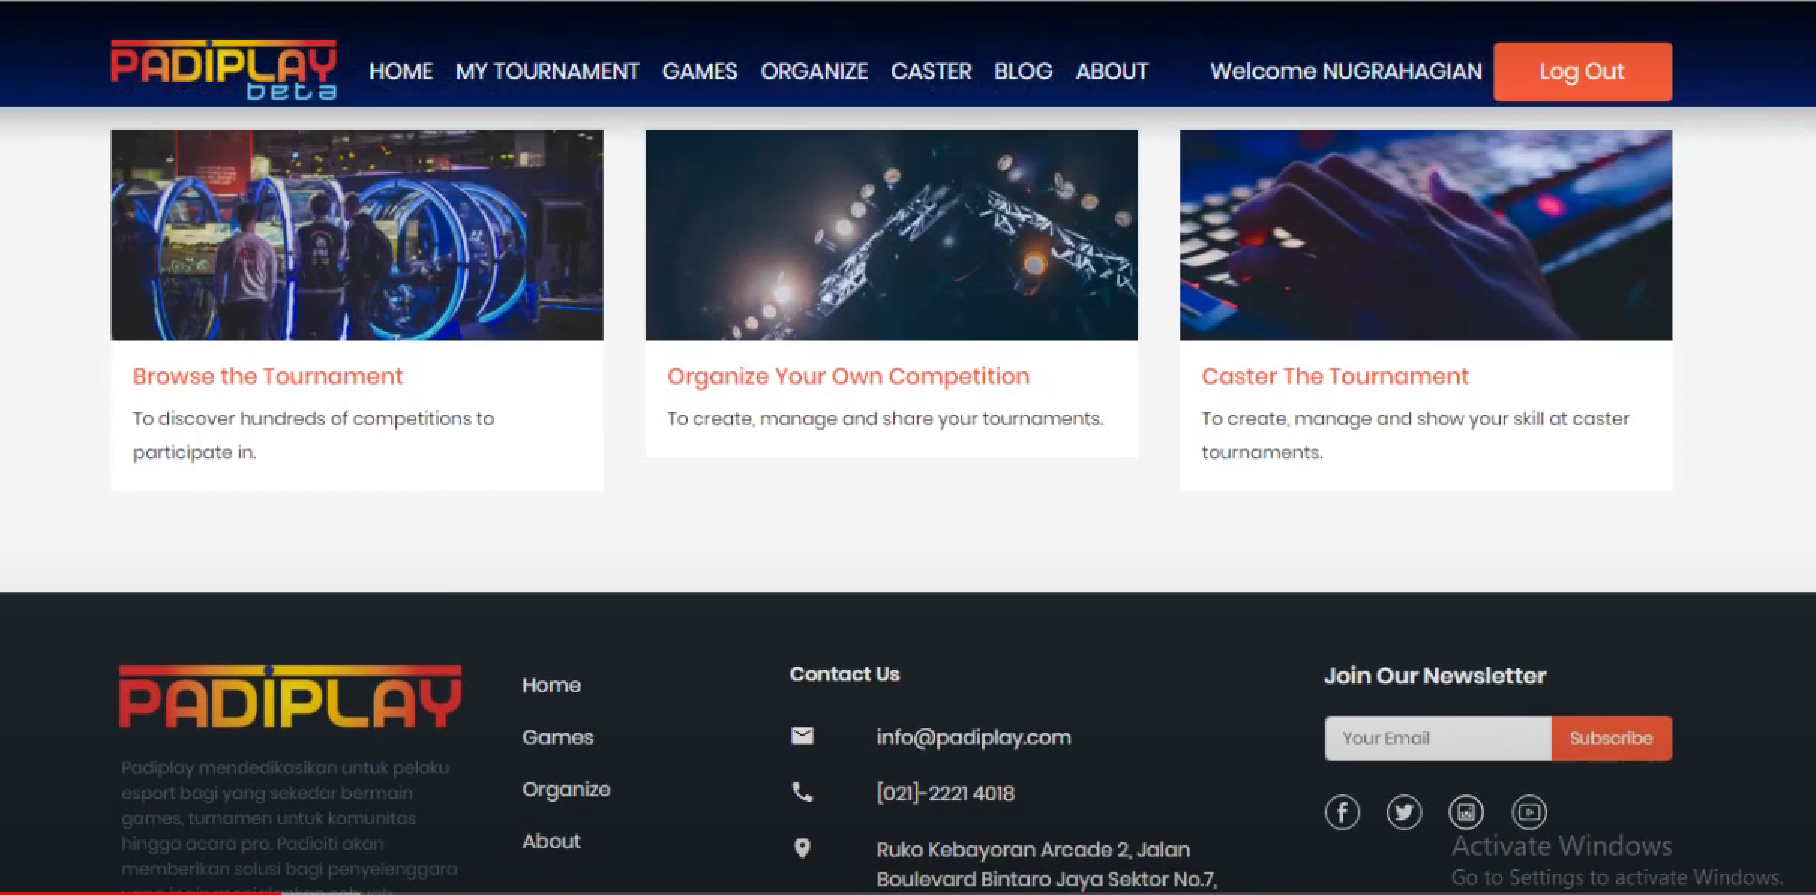 PADIPLAY
beta
HOME MY TOURNAMENT GAMES ORGANIZE CASTER BLOG ABOUT Welcome NUGRAHAGIAN Log Out
Browse the Tournament
To discover hundreds of competitions to
participate in.
Organize Your Own Competition
To create, manage and share your tournaments.
Caster The Tournament
To create, manage and show your skill at caster
tournaments.
PADIPLAY
Padiplay mendedikasikan untuk pelaku
esport bagi yang sekedar bermain
games, turnamen untuk komunitas
hingga acara pro. Padiciti akan
memberikan solusi bagi penyelenggara
Home
Games
Organize
About
Contact Us
info@padiplay.com
[021]-2221 4018
Ruko Kebayoran Arcade 2, Jalan
Boulevard Bintaro Jaya Sektor No.7,
Join Our Newsletter
Your Email Subscribe
Activate Windows
Go to Settings to activate Windows.